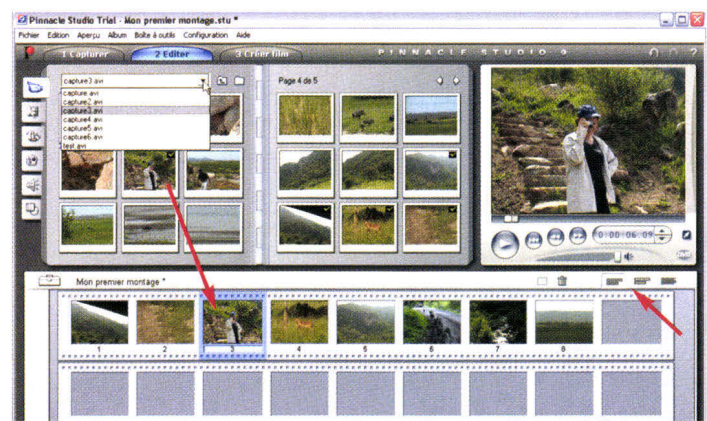 Pinnacle Studio Trial - Mon premier montage.stu *
Fichier Edition Aperçu Album Boîte à outils Configuration Aide
1 Capturer 2 Editer 3 Créer film PINNACLE STUDIO 9
capture3.avi
capture.avi
capture2.avi
capture3.avi
capture4.avi
capture5.avi
capture6.avi
test.avi
Page 4 de 5
0:00:06.09
Mon premier montage *
1 2 3 4 5 6 7 8